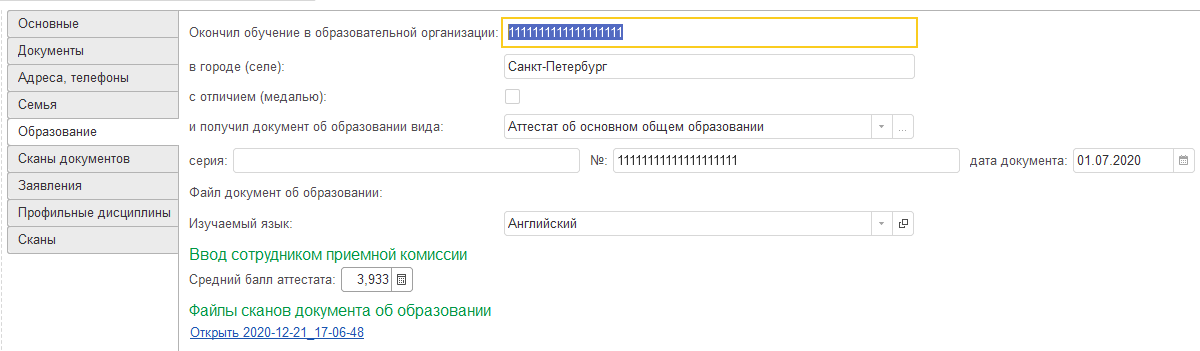 Основные
Документы
Адреса, телефоны
Семья
Образование
Сканы документов
Заявления
Профильные дисциплины
Сканы
Окончил обучение в образовательной организации: 1111111111111111111
в городе (селе): Санкт-Петербург
с отличием (медалью):
и получил документ об образовании вида: Аттестат об основном общем образовании ...
серия: №: 11111111111111111111 дата документа: 01.07.2020
Файл документ об образовании:
Изучаемый язык: Английский
Ввод сотрудником приемной комиссии
Средний балл аттестата: 3,933
Файлы сканов документа об образовании
Открыть 2020-12-21_17-06-48